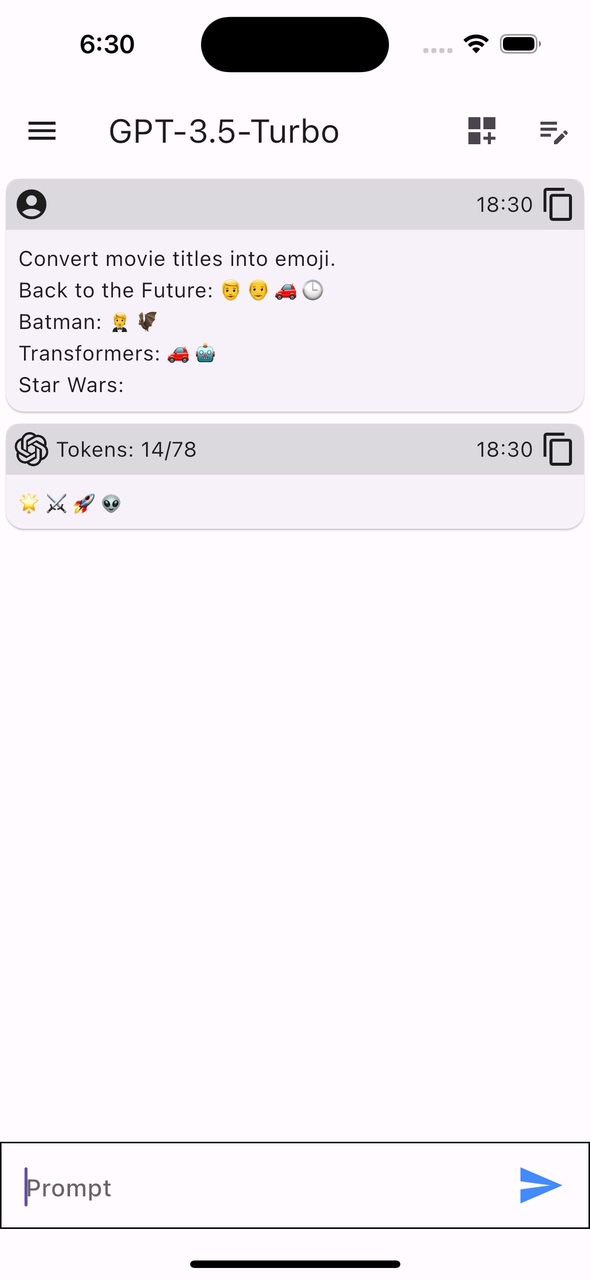 6:30
GPT-3.5-Turbo
18:30
Convert movie titles into emoji.
Back to the Future: 👨👴🚗🕒
Batman: 🤵🦇
Transformers: 🚗🤖
Star Wars:
Tokens: 14/78
18:30
🌟⚔️🚀👽
Prompt